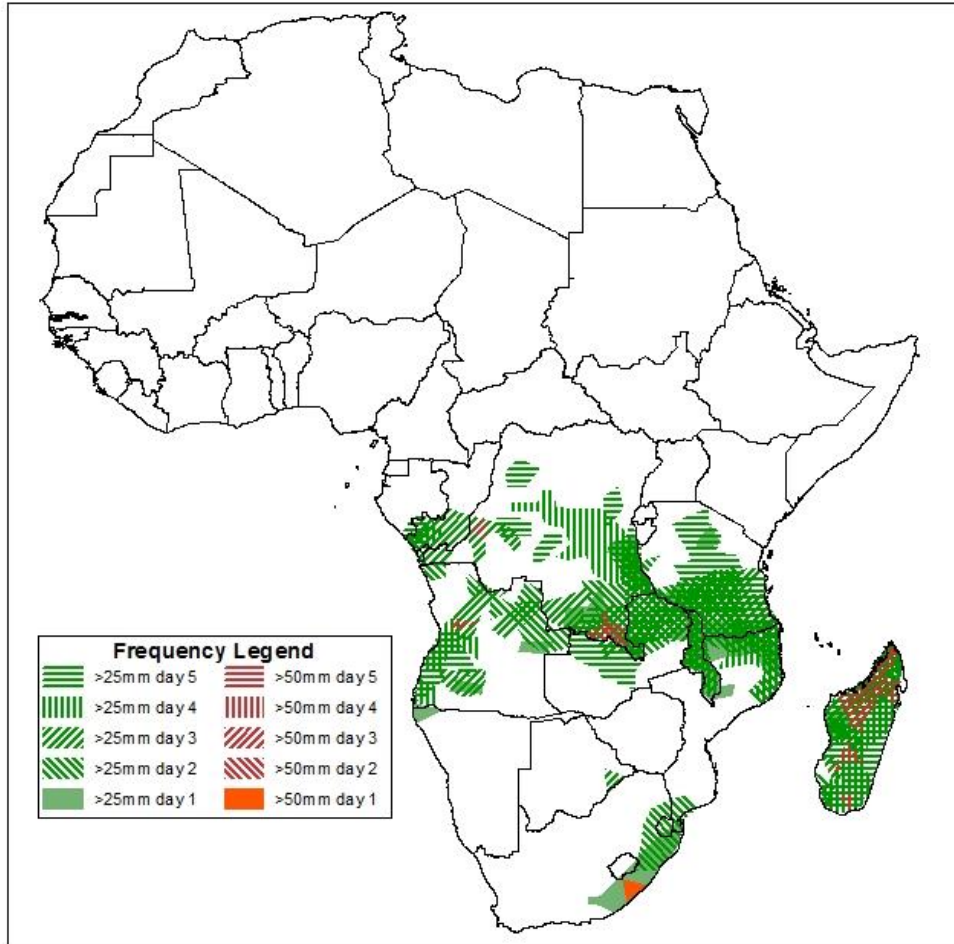 Frequency Legend
>25mm day 5 >50mm day 5
>25mm day 4 >50mm day 4
>25mm day 3 >50mm day 3
>25mm day 2 >50mm day 2
>25mm day 1 >50mm day 1